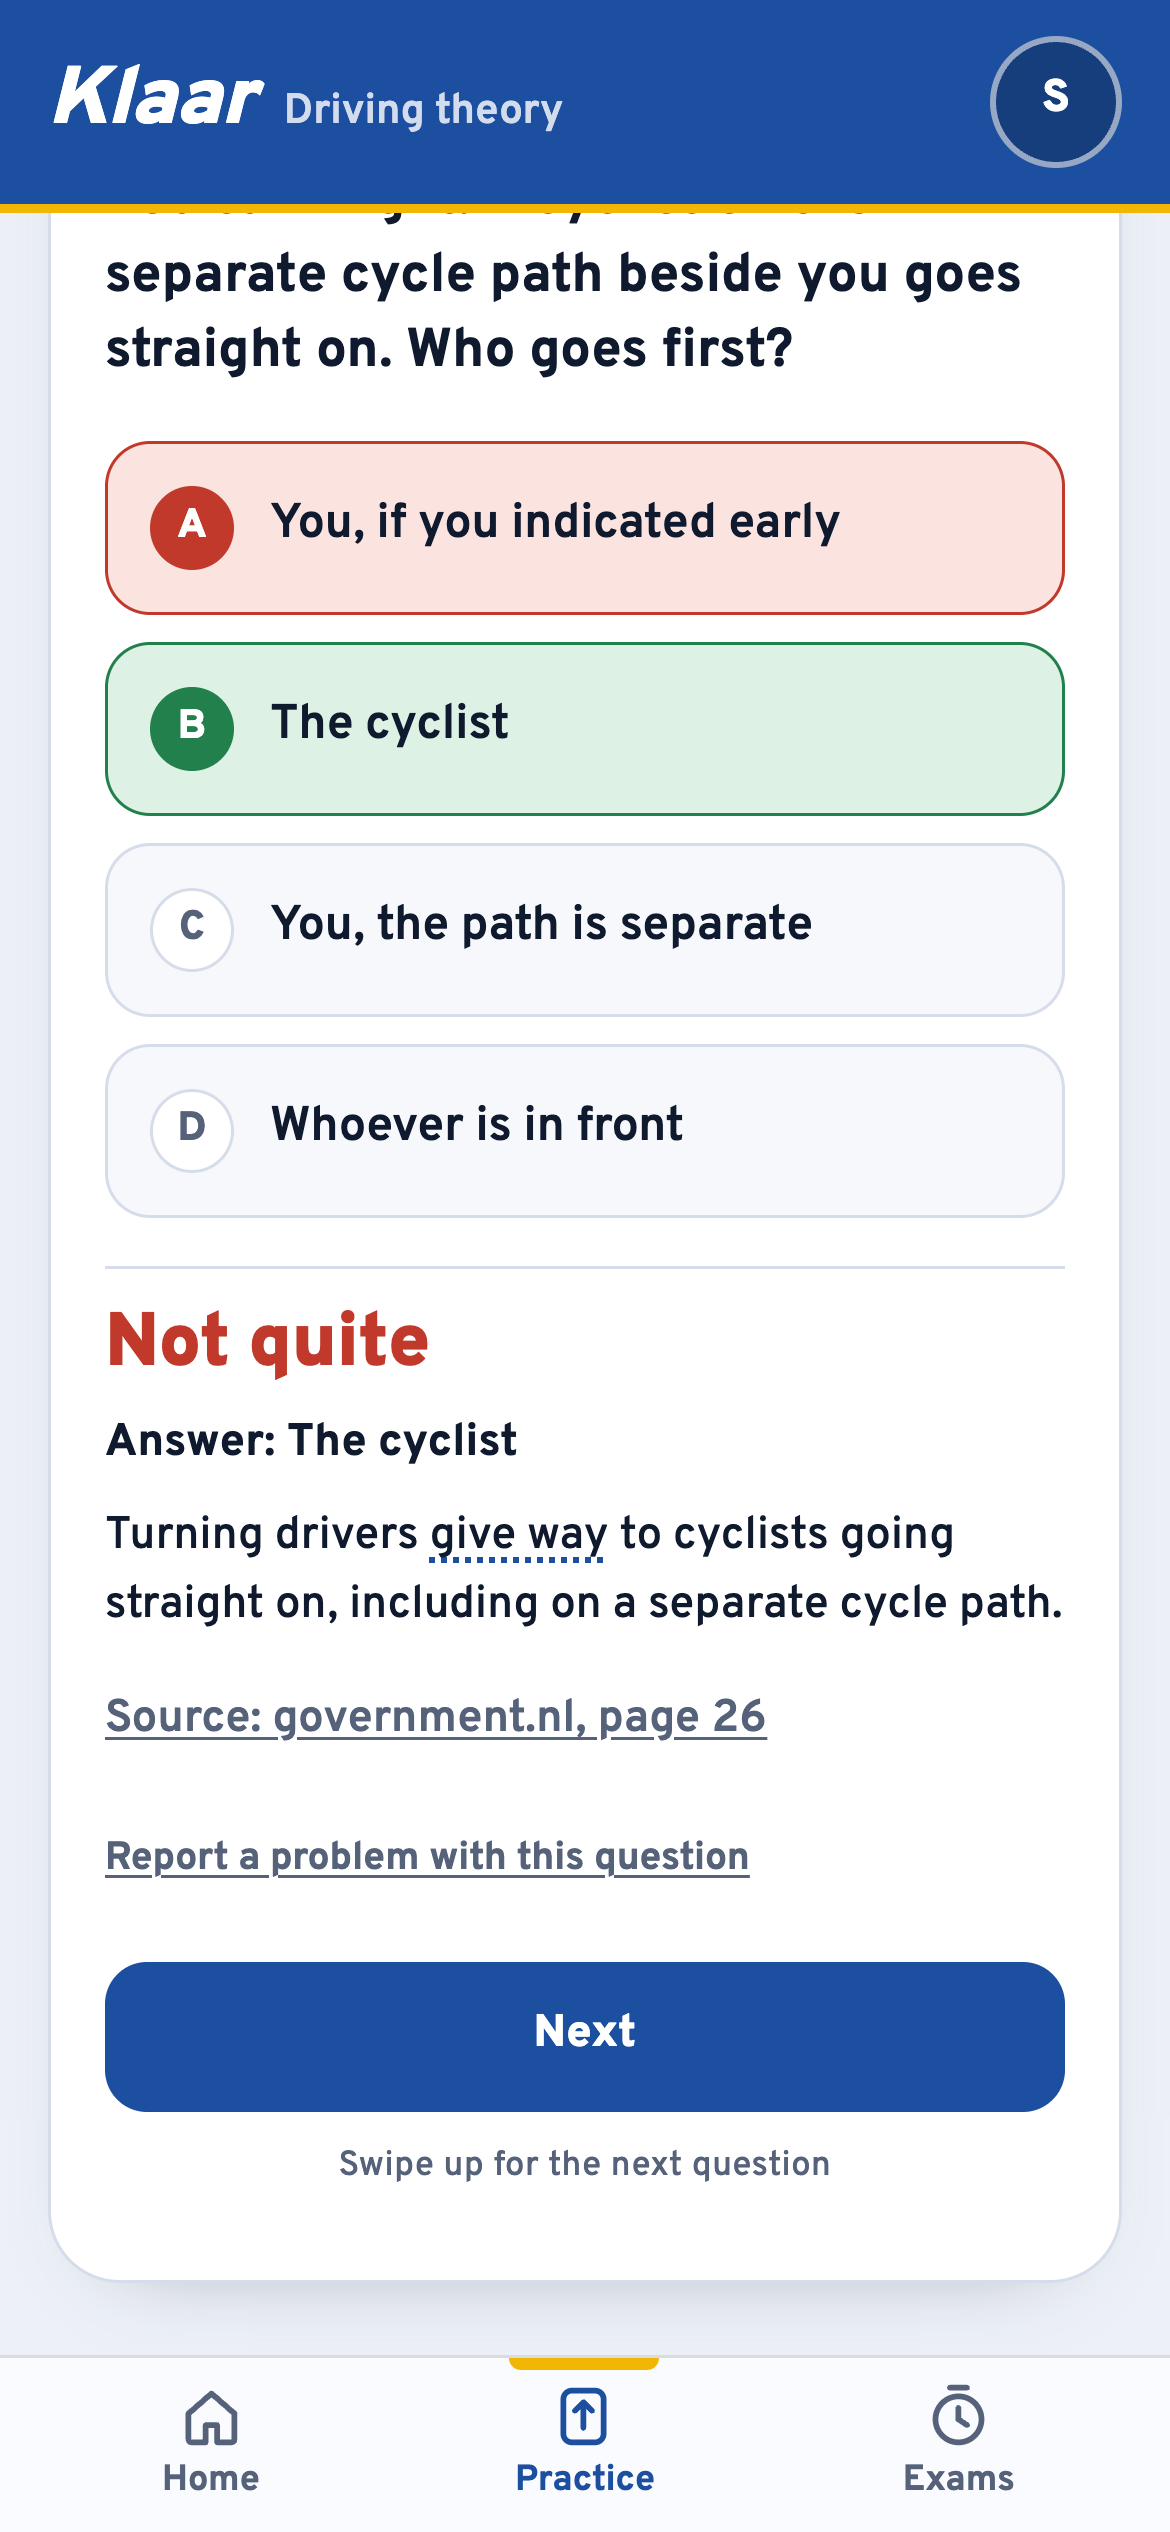 Klaar Driving theory
S
separate cycle path beside you goes
straight on. Who goes first?
A You, if you indicated early
B The cyclist
C You, the path is separate
D Whoever is in front
Not quite
Answer: The cyclist
Turning drivers give way to cyclists going
straight on, including on a separate cycle path.
Source: government.nl, page 26
Report a problem with this question
Next
Swipe up for the next question
Home Practice Exams